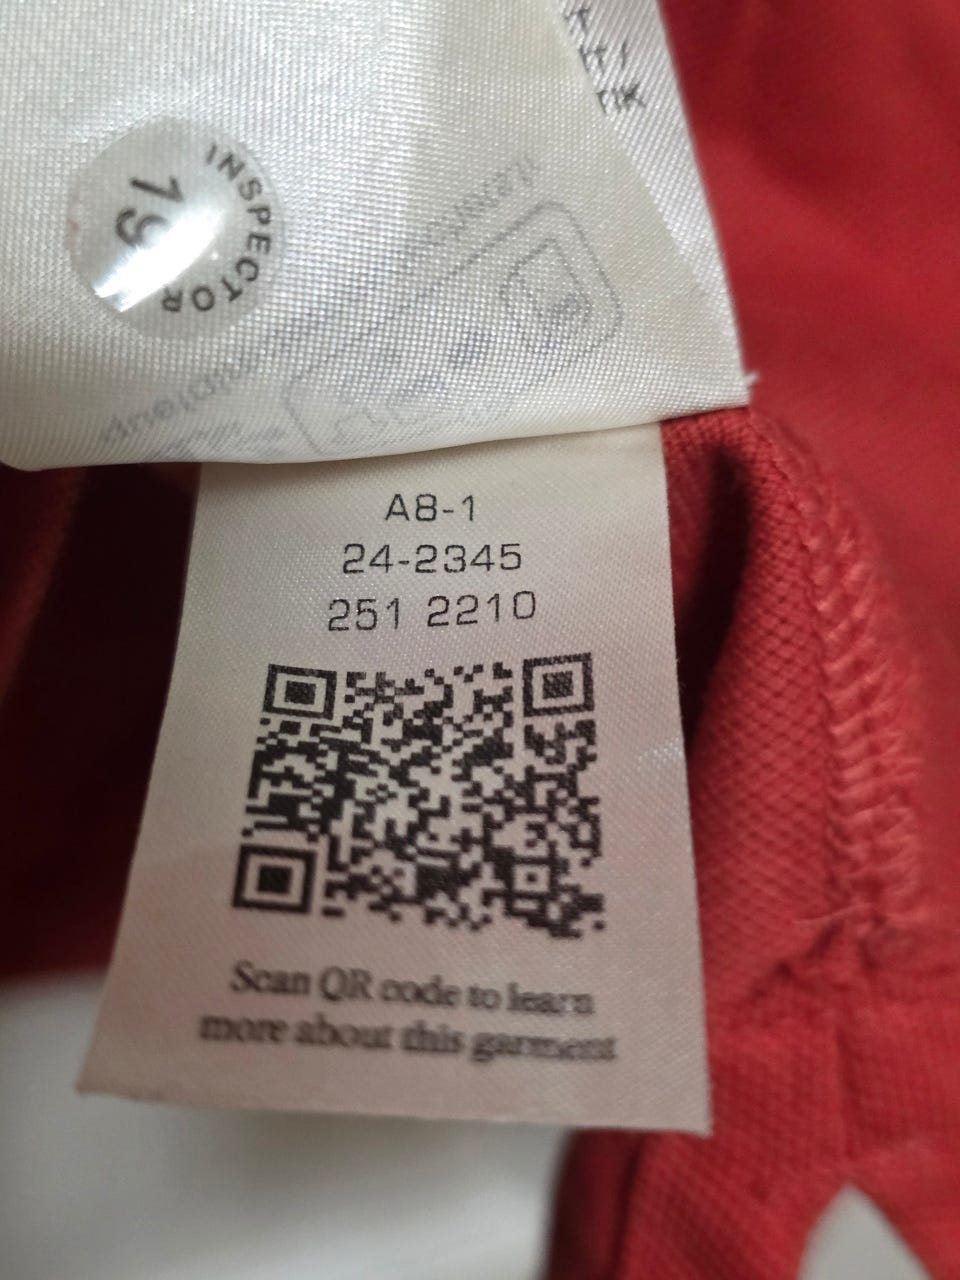 INSPECTOR
19
A8-1
24-2345
251 2210
Scan QR code to learn
more about this garment